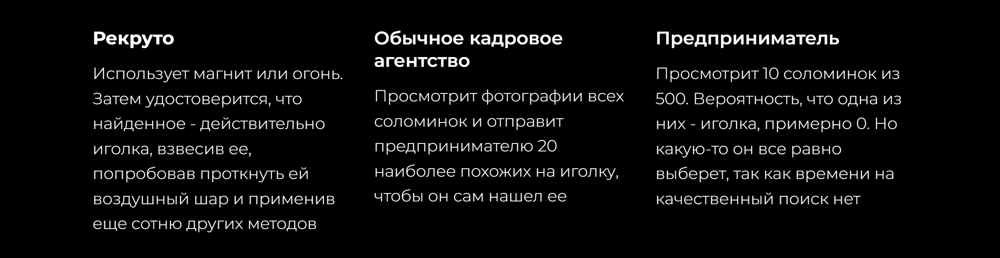 Рекруто
Использует магнит или огонь.
Затем удостоверится, что
найденное - действительно
иголка, взвесив ее,
попробовав проткнуть ей
воздушный шар и применив
еще сотню других методов
Обычное кадровое
агентство
Просмотрит фотографии всех
соломинок и отправит
предпринимателю 20
наиболее похожих на иголку,
чтобы он сам нашел ее
Предприниматель
Просмотрит 10 соломинок из
500. Вероятность, что одна из
них - иголка, примерно 0. Но
какую-то он все равно
выберет, так как времени на
качественный поиск нет